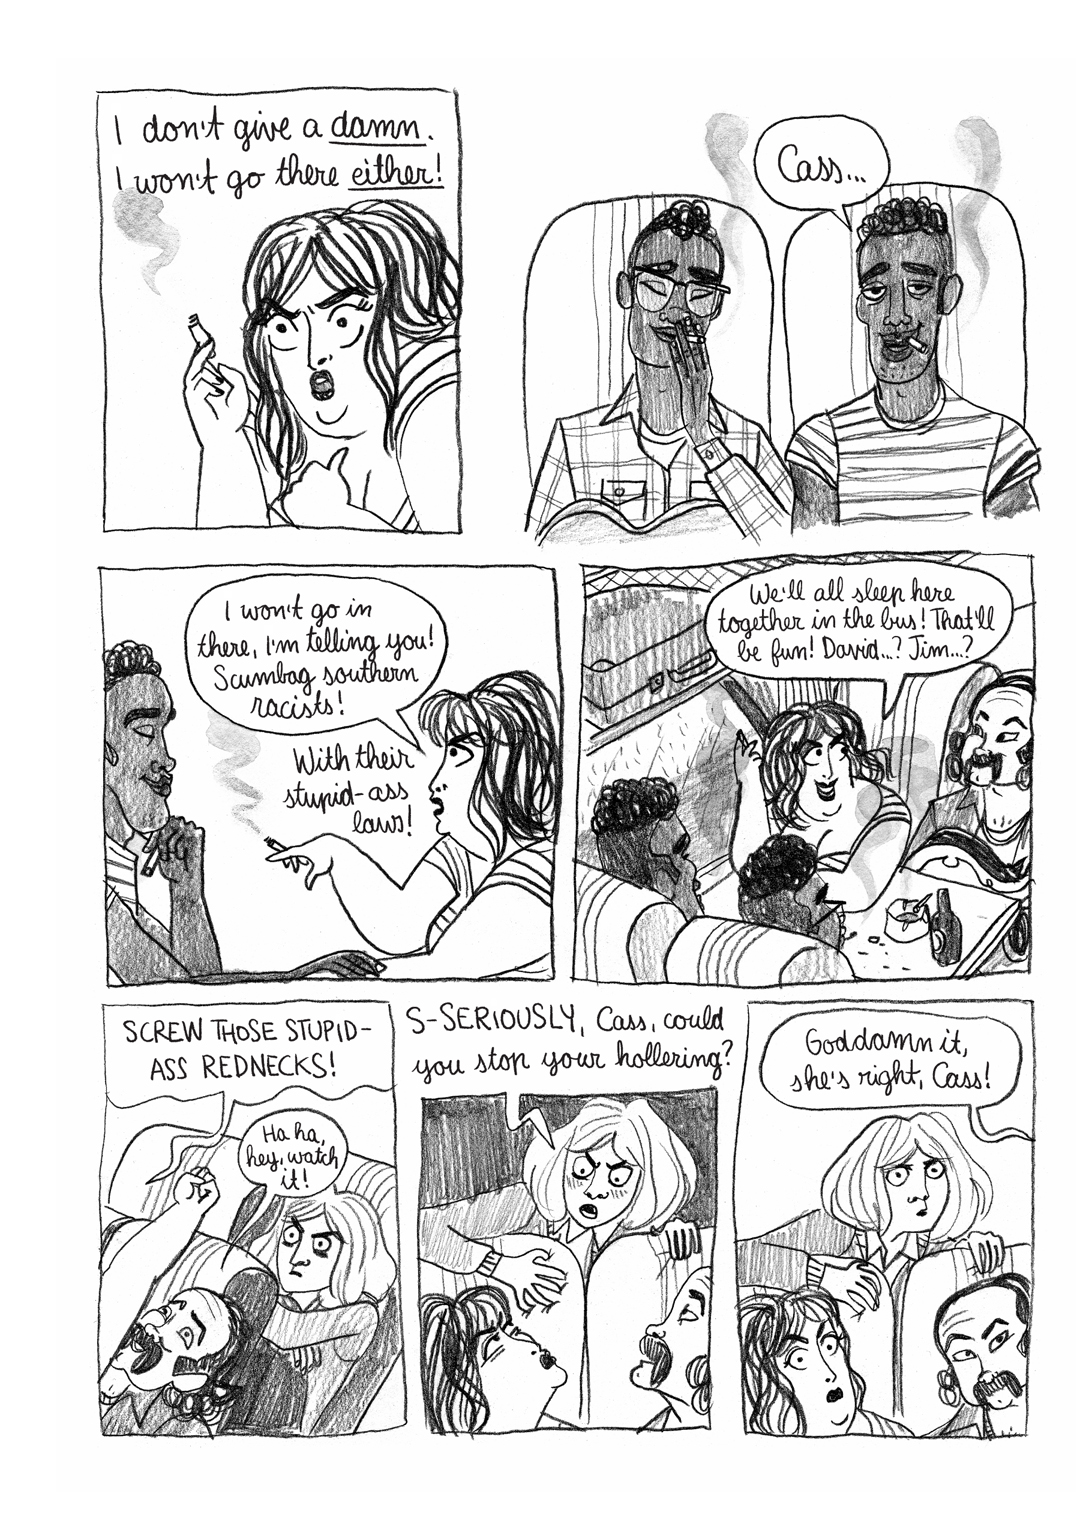 I don't give a damn.
I won't go there either!
Cass...
I won't go in
there, I'm telling you!
Scumbag southern
racists!
With their
stupid-ass
laws!
We'll all sleep here
together in the bus! That'll
be fun! David...? Jim...?
SCREW THOSE STUPID-
ASS REDNECKS!
Ha ha,
hey, watch
it!
S-SERIOUSLY, Cass, could
you stop your hollering?
Goddamn it,
she's right, Cass!